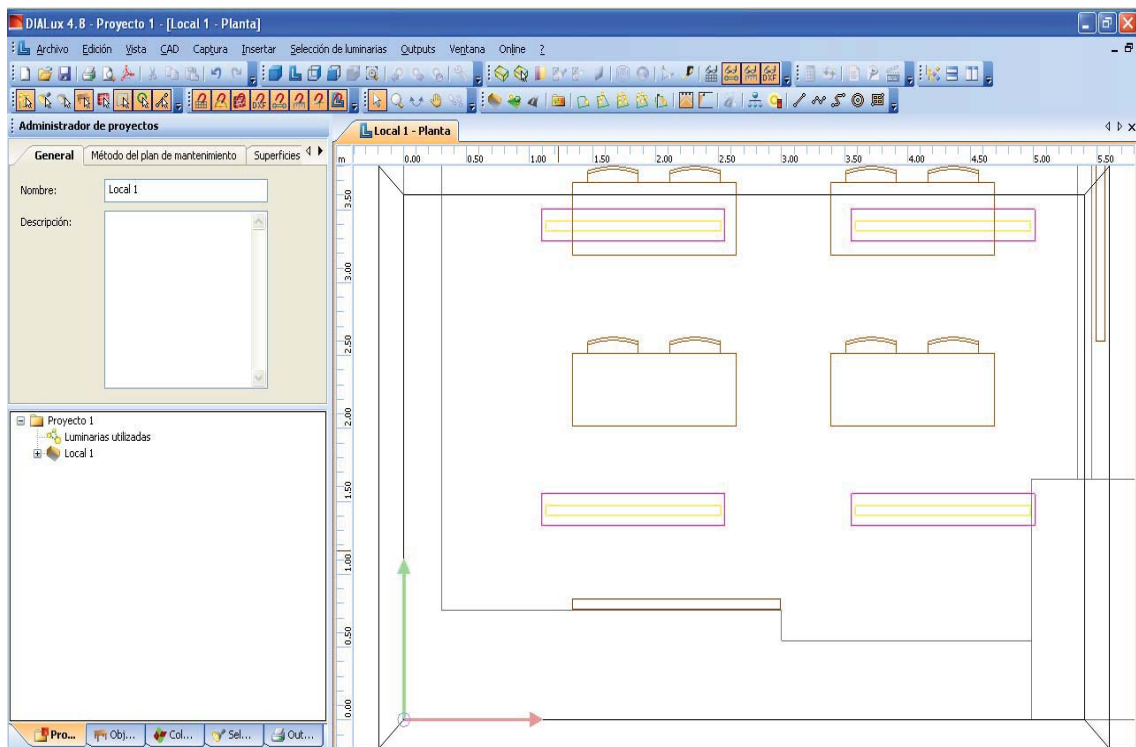 DIALux 4.8 - Proyecto 1 - [Local 1 - Planta]
Archivo Edición Vista CAD Captura Insertar Selección de luminarias Outputs Ventana Online ?
Administrador de proyectos
Local 1 - Planta
General Método del plan de mantenimiento Superficies
m 0.00 0.50 1.00 1.50 2.00 2.50 3.00 3.50 4.00 4.50 5.00 5.50
Nombre: Local 1
Descripción:
3.50
3.00
2.50
2.00
1.50
1.00
0.50
0.00
Proyecto 1
Luminarias utilizadas
Local 1
Pro... Obj... Col... Sel... Out...